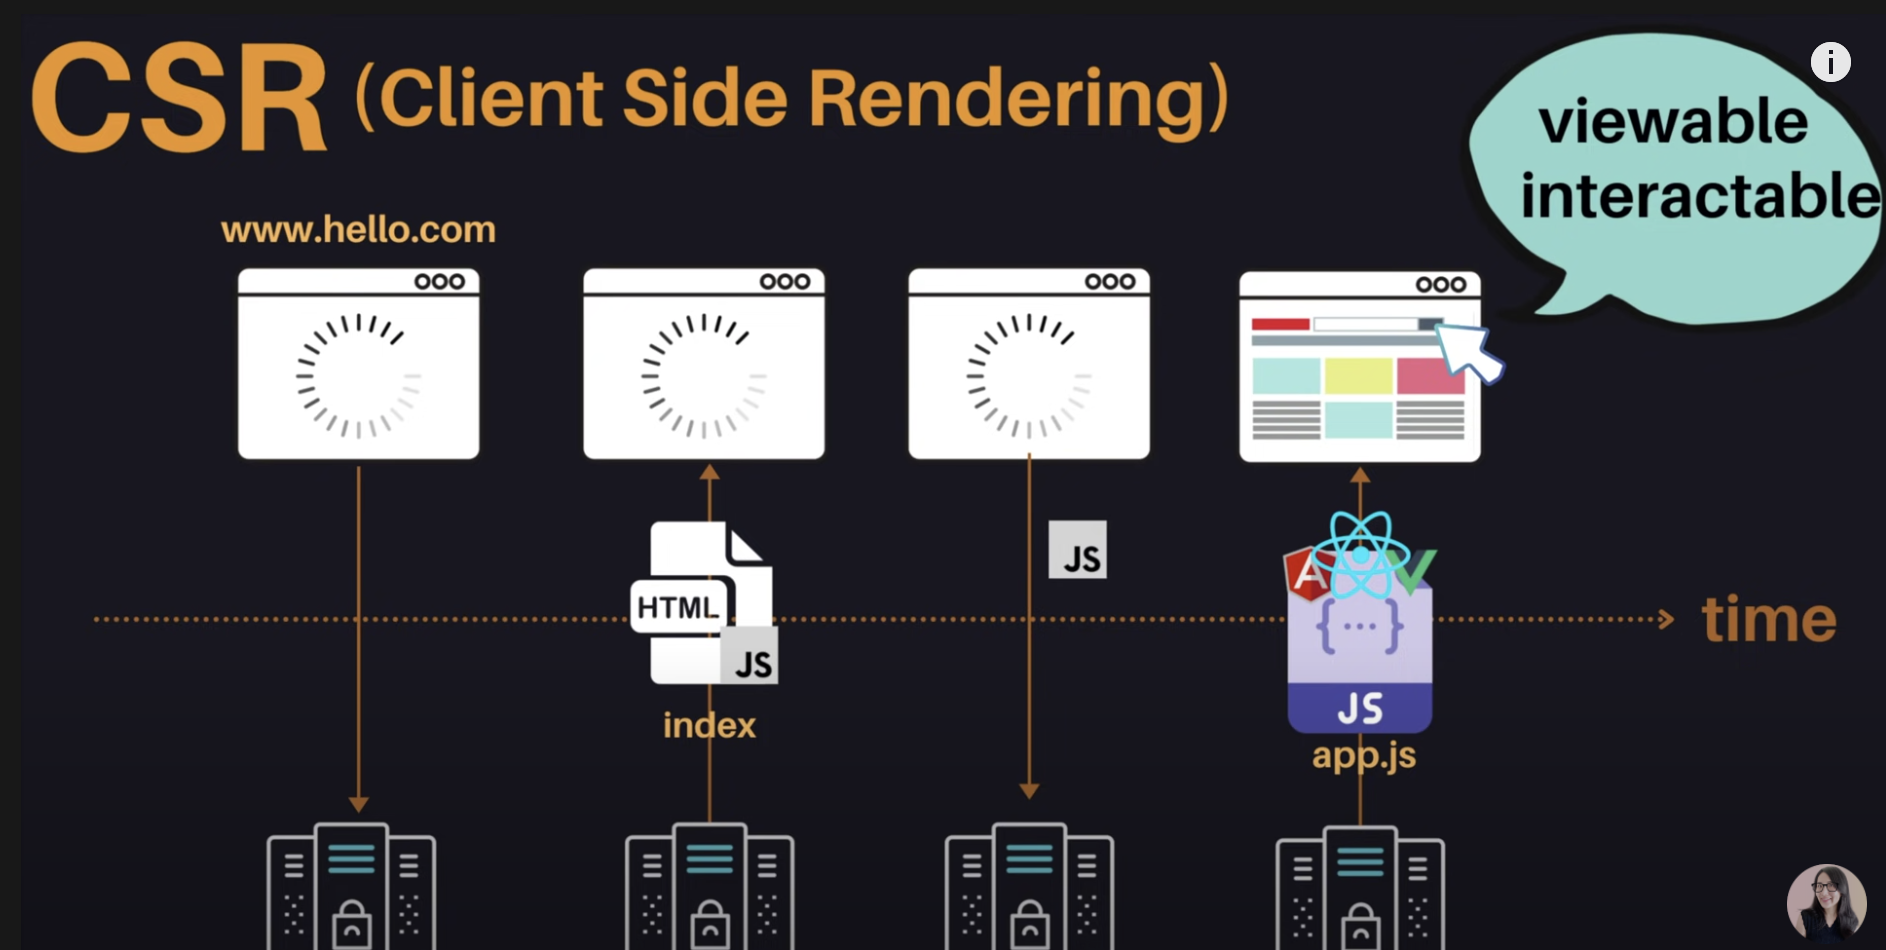 CSR (Client Side Rendering)
i
viewable
interactable
www.hello.com
HTML
JS
index
JS
A
{...}
JS
app.js
time